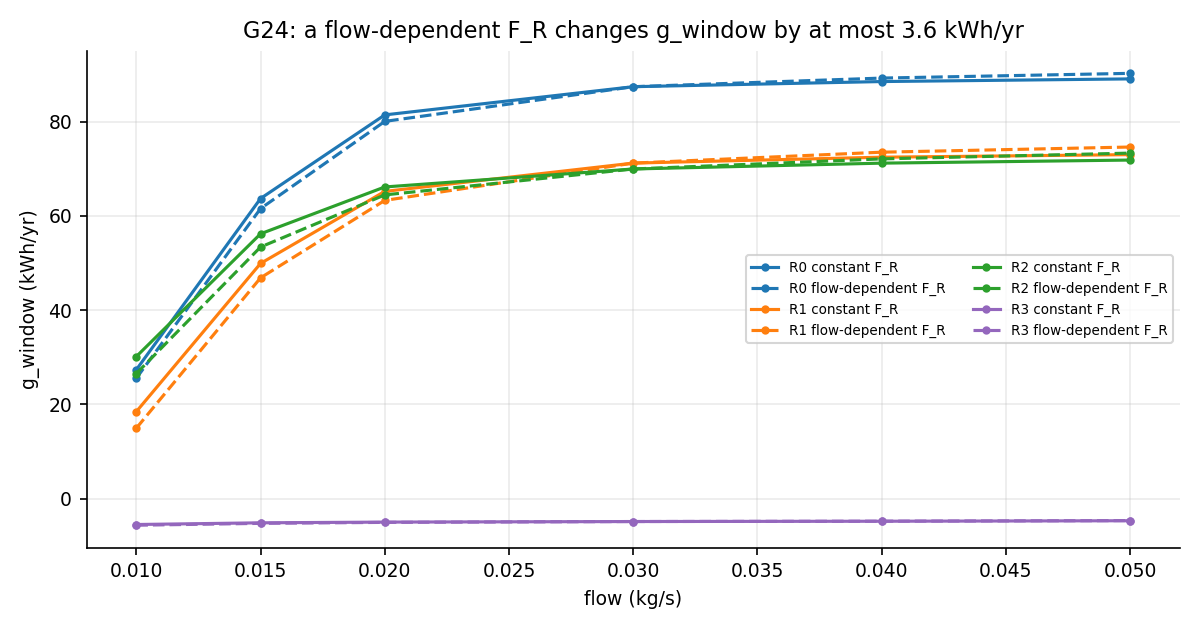 G24: a flow-dependent F_R changes g_window by at most 3.6 kWh/yr
g_window (kWh/yr)
80
60
40
20
0
R0 constant F_R
R0 flow-dependent F_R
R1 constant F_R
R1 flow-dependent F_R
R2 constant F_R
R2 flow-dependent F_R
R3 constant F_R
R3 flow-dependent F_R
0.010 0.015 0.020 0.025 0.030 0.035 0.040 0.045 0.050
flow (kg/s)